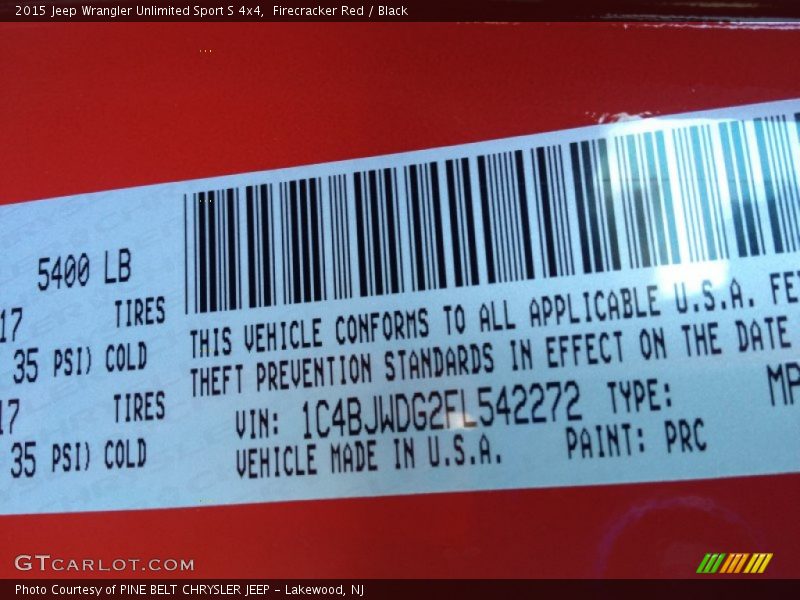 2015 Jeep Wrangler Unlimited Sport S 4x4, Firecracker Red / Black
5400 LB
17 TIRES
35 PSI) COLD
17 TIRES
35 PSI) COLD
THIS VEHICLE CONFORMS TO ALL APPLICABLE U.S.A. FE
THEFT PREVENTION STANDARDS IN EFFECT ON THE DATE
VIN: 1C4BJWDG2FL542272 TYPE: MP
VEHICLE MADE IN U.S.A. PAINT: PRC
GTCARLOT.COM
Photo Courtesy of PINE BELT CHRYSLER JEEP - Lakewood, NJ